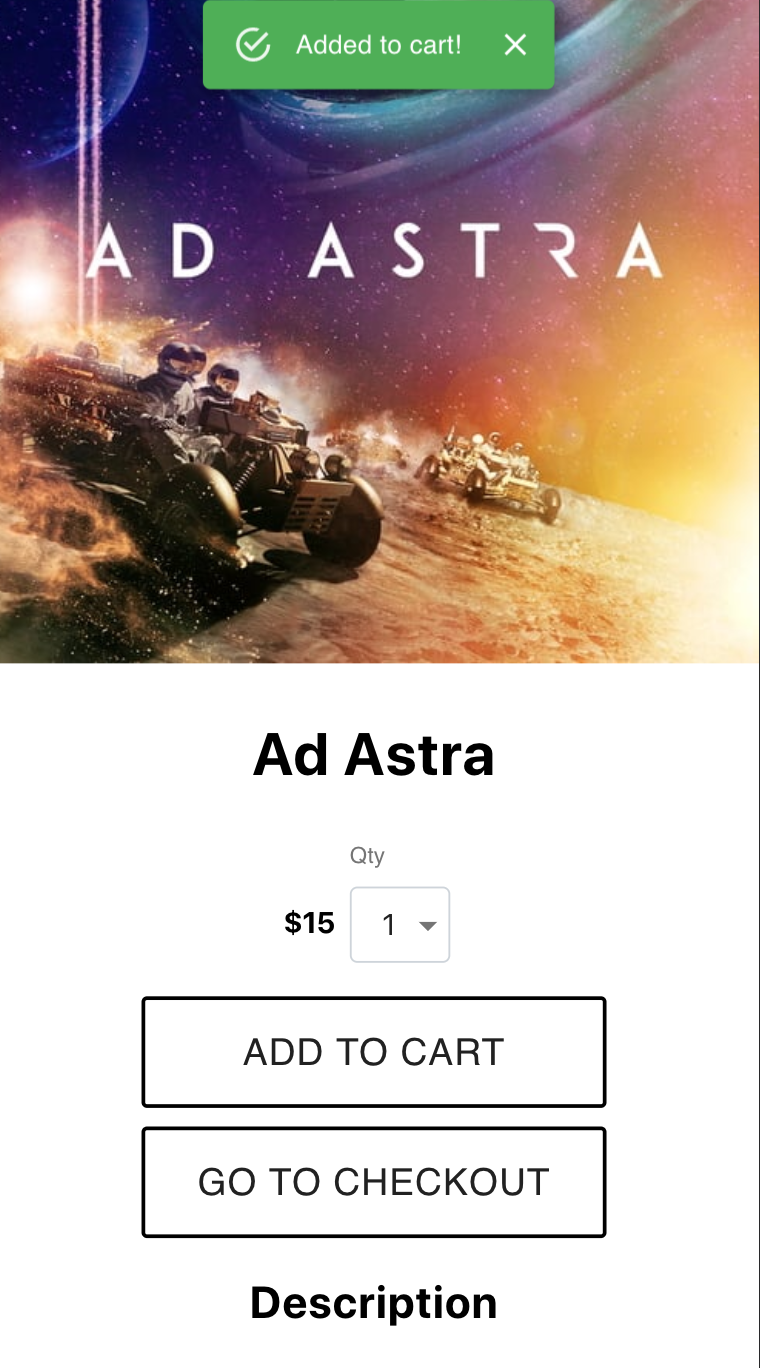 Added to cart!
AD ASTRA
Ad Astra
Qty
$15 1
ADD TO CART
GO TO CHECKOUT
Description